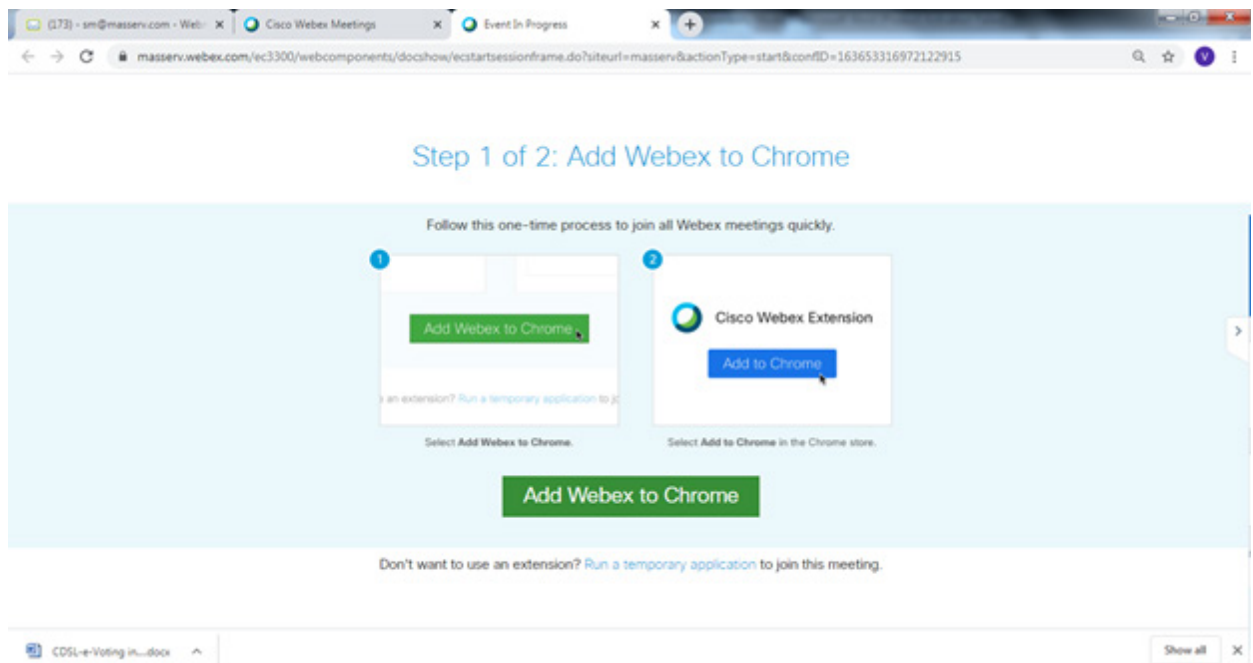 (173) - sm@masserv.com - Web
Cisco Webex Meetings
Event In Progress
masserv.webex.com/ec3300/webcomponents/docshow/ecstartsessionframe.do?siteurl=masserv&actionType=start&confID=163653316972122915
V
Step 1 of 2: Add Webex to Chrome
Follow this one-time process to join all Webex meetings quickly.
1
Add Webex to Chrome
an extension? Run a temporary application to
Select Add Webex to Chrome.
2
Cisco Webex Extension
Add to Chrome
Select Add to Chrome in the Chrome store.
Add Webex to Chrome
Don't want to use an extension? Run a temporary application to join this meeting.
CDSL-e-Voting in....docx
Show all